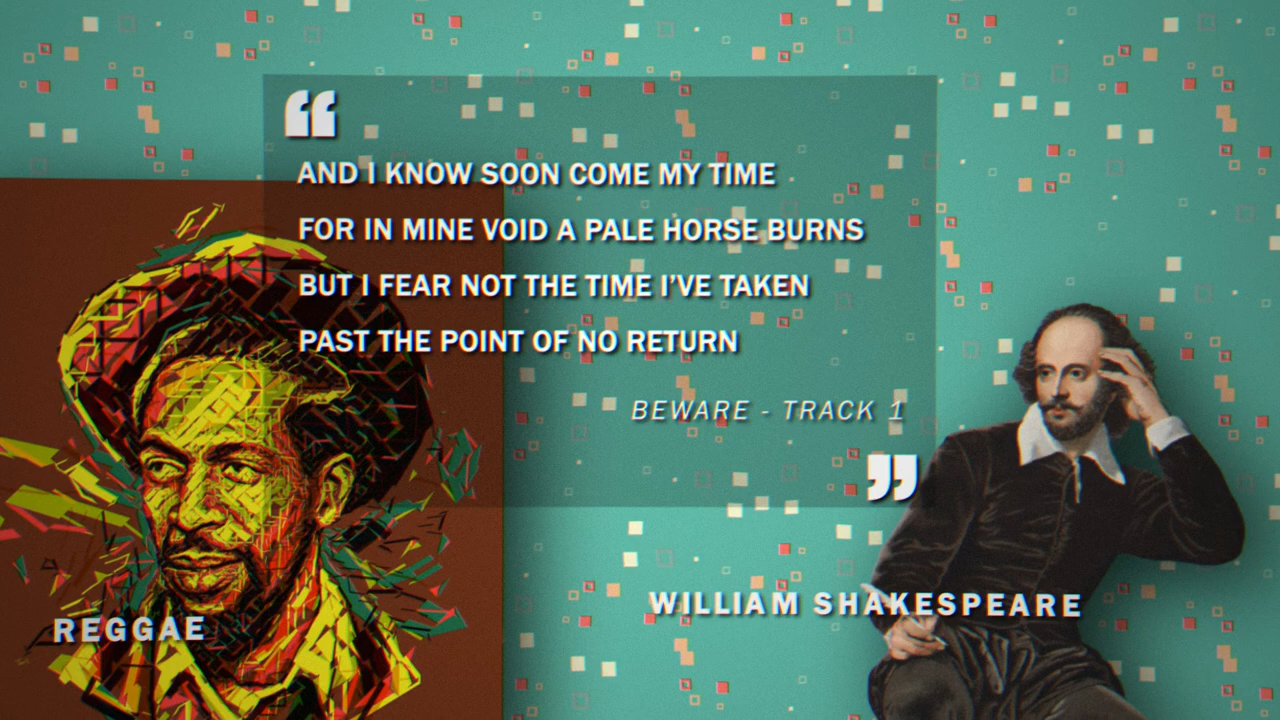 “
AND I KNOW SOON COME MY TIME
FOR IN MINE VOID A PALE HORSE BURNS
BUT I FEAR NOT THE TIME I’VE TAKEN
PAST THE POINT OF NO RETURN
BEWARE - TRACK 1
”
WILLIAM SHAKESPEARE
REGGAE